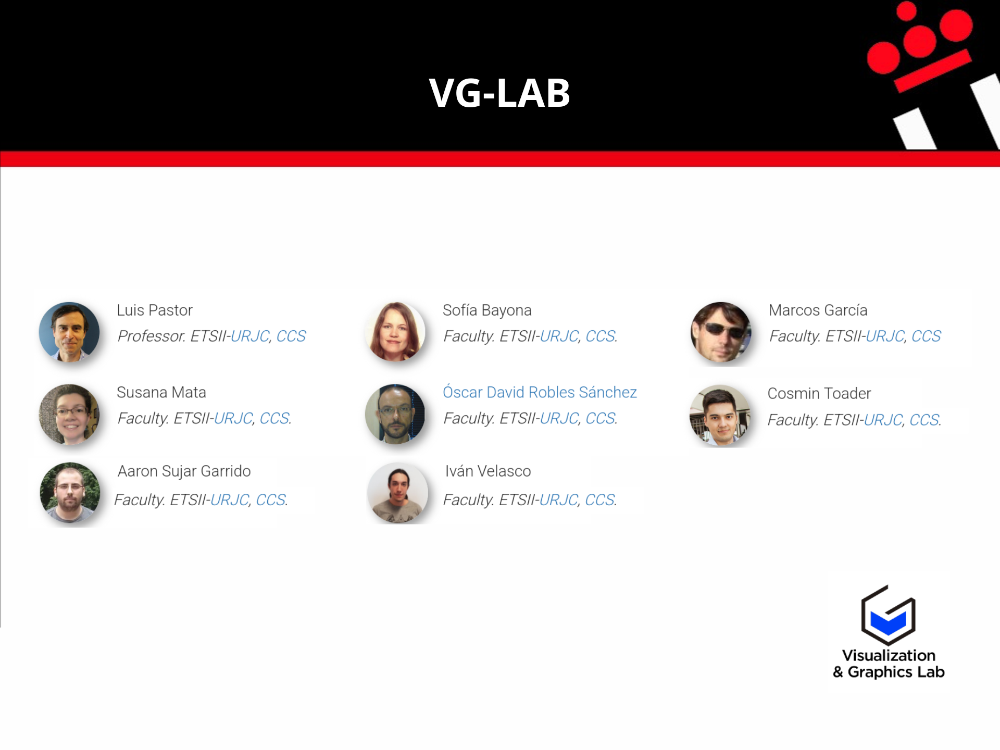 VG-LAB
Luis Pastor
Professor. ETSII-URJC, CCS
Sofía Bayona
Faculty. ETSII-URJC, CCS.
Marcos García
Faculty. ETSII-URJC, CCS
Susana Mata
Faculty. ETSII-URJC, CCS.
Óscar David Robles Sánchez
Faculty. ETSII-URJC, CCS.
Cosmin Toader
Faculty. ETSII-URJC, CCS.
Aaron Sujar Garrido
Faculty. ETSII-URJC, CCS.
Iván Velasco
Faculty. ETSII-URJC, CCS.
Visualization
& Graphics Lab